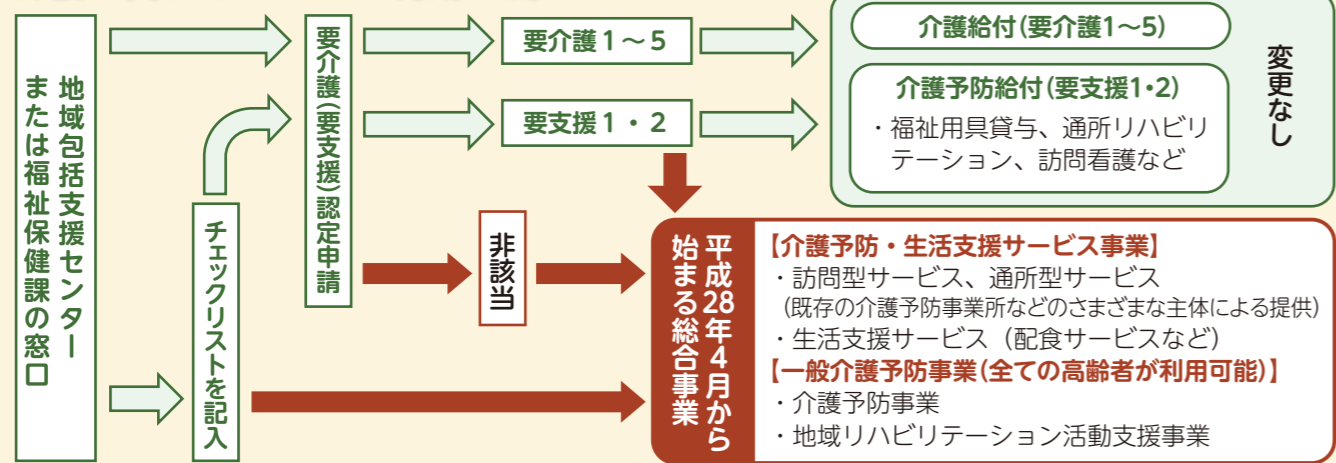 地域包括支援センター
または福祉保健課の窓口
チェックリストを記入
要介護(要支援)認定申請
要介護1～5
要支援1・2
非該当
介護給付(要介護1～5)
介護予防給付(要支援1・2)
・福祉用具貸与、通所リハビリ
テーション、訪問看護など
変更なし
平成28年4月から
始まる総合事業
【介護予防・生活支援サービス事業】
・訪問型サービス、通所型サービス
(既存の介護予防事業所などのさまざまな主体による提供)
・生活支援サービス（配食サービスなど）
【一般介護予防事業(全ての高齢者が利用可能)】
・介護予防事業
・地域リハビリテーション活動支援事業